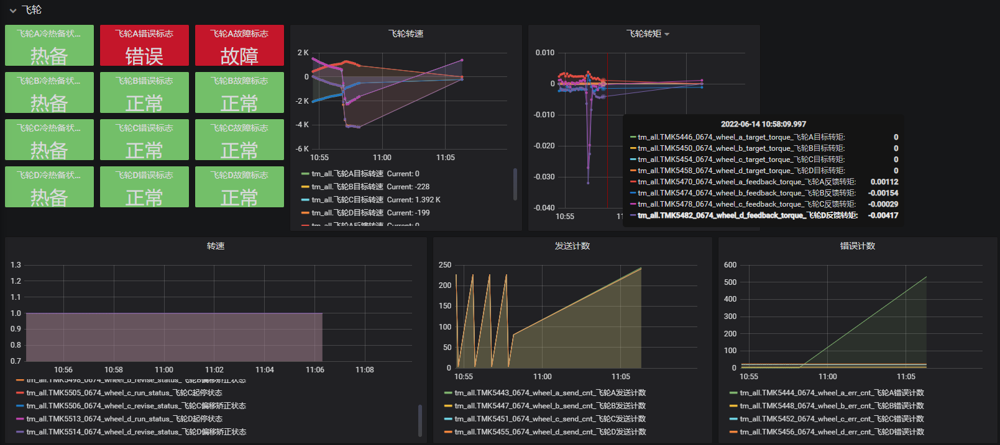 飞轮
飞轮A冷热备状...
热备
飞轮A错误标志
错误
飞轮A故障标志
故障
飞轮B冷热备状...
热备
飞轮B错误标志
正常
飞轮B故障标志
正常
飞轮C冷热备状...
热备
飞轮C错误标志
正常
飞轮C故障标志
正常
飞轮D冷热备状...
热备
飞轮D错误标志
正常
飞轮D故障标志
正常
飞轮转速
2 K
0
-2 K
-4 K
-6 K
10:55 11:00 11:05
tm_all.飞轮A目标转速 Current: 0
tm_all.飞轮B目标转速 Current: -228
tm_all.飞轮C目标转速 Current: 1.392 K
tm_all.飞轮D目标转速 Current: -199
tm_all.飞轮A反馈转速 Current: 0
飞轮转矩
0.010
0
-0.010
-0.020
-0.030
-0.040
10:55
2022-06-14 10:58:09.997
tm_all.TMK5446_0674_wheel_a_target_torque_飞轮A目标转矩: 0
tm_all.TMK5450_0674_wheel_b_target_torque_飞轮B目标转矩: 0
tm_all.TMK5454_0674_wheel_c_target_torque_飞轮C目标转矩: 0
tm_all.TMK5458_0674_wheel_d_target_torque_飞轮D目标转矩: 0
tm_all.TMK5470_0674_wheel_a_feedback_torque_飞轮A反馈转矩: 0.00112
tm_all.TMK5474_0674_wheel_b_feedback_torque_飞轮B反馈转矩: -0.00154
tm_all.TMK5478_0674_wheel_c_feedback_torque_飞轮C反馈转矩: -0.00029
tm_all.TMK5482_0674_wheel_d_feedback_torque_飞轮D反馈转矩: -0.00417
转速
1.3
1.2
1.1
1.0
0.9
0.8
0.7
10:56 10:58 11:00 11:02 11:04 11:06 11:08
tm_all.TMK5498_0674_wheel_b_revise_status_飞轮B偏移矫正状态
tm_all.TMK5505_0674_wheel_c_run_status_飞轮C起停状态
tm_all.TMK5506_0674_wheel_c_revise_status_飞轮C偏移矫正状态
tm_all.TMK5513_0674_wheel_d_run_status_飞轮D起停状态
tm_all.TMK5514_0674_wheel_d_revise_status_飞轮D偏移矫正状态
发送计数
250
200
150
100
50
0
10:55 11:00 11:05
tm_all.TMK5443_0674_wheel_a_send_cnt_飞轮A发送计数
tm_all.TMK5447_0674_wheel_b_send_cnt_飞轮B发送计数
tm_all.TMK5451_0674_wheel_c_send_cnt_飞轮C发送计数
tm_all.TMK5455_0674_wheel_d_send_cnt_飞轮D发送计数
错误计数
600
500
400
300
200
100
0
10:55 11:00 11:05
tm_all.TMK5444_0674_wheel_a_err_cnt_飞轮A错误计数
tm_all.TMK5448_0674_wheel_b_err_cnt_飞轮B错误计数
tm_all.TMK5452_0674_wheel_c_err_cnt_飞轮C错误计数
tm_all.TMK5456_0674_wheel_d_err_cnt_飞轮D错误计数